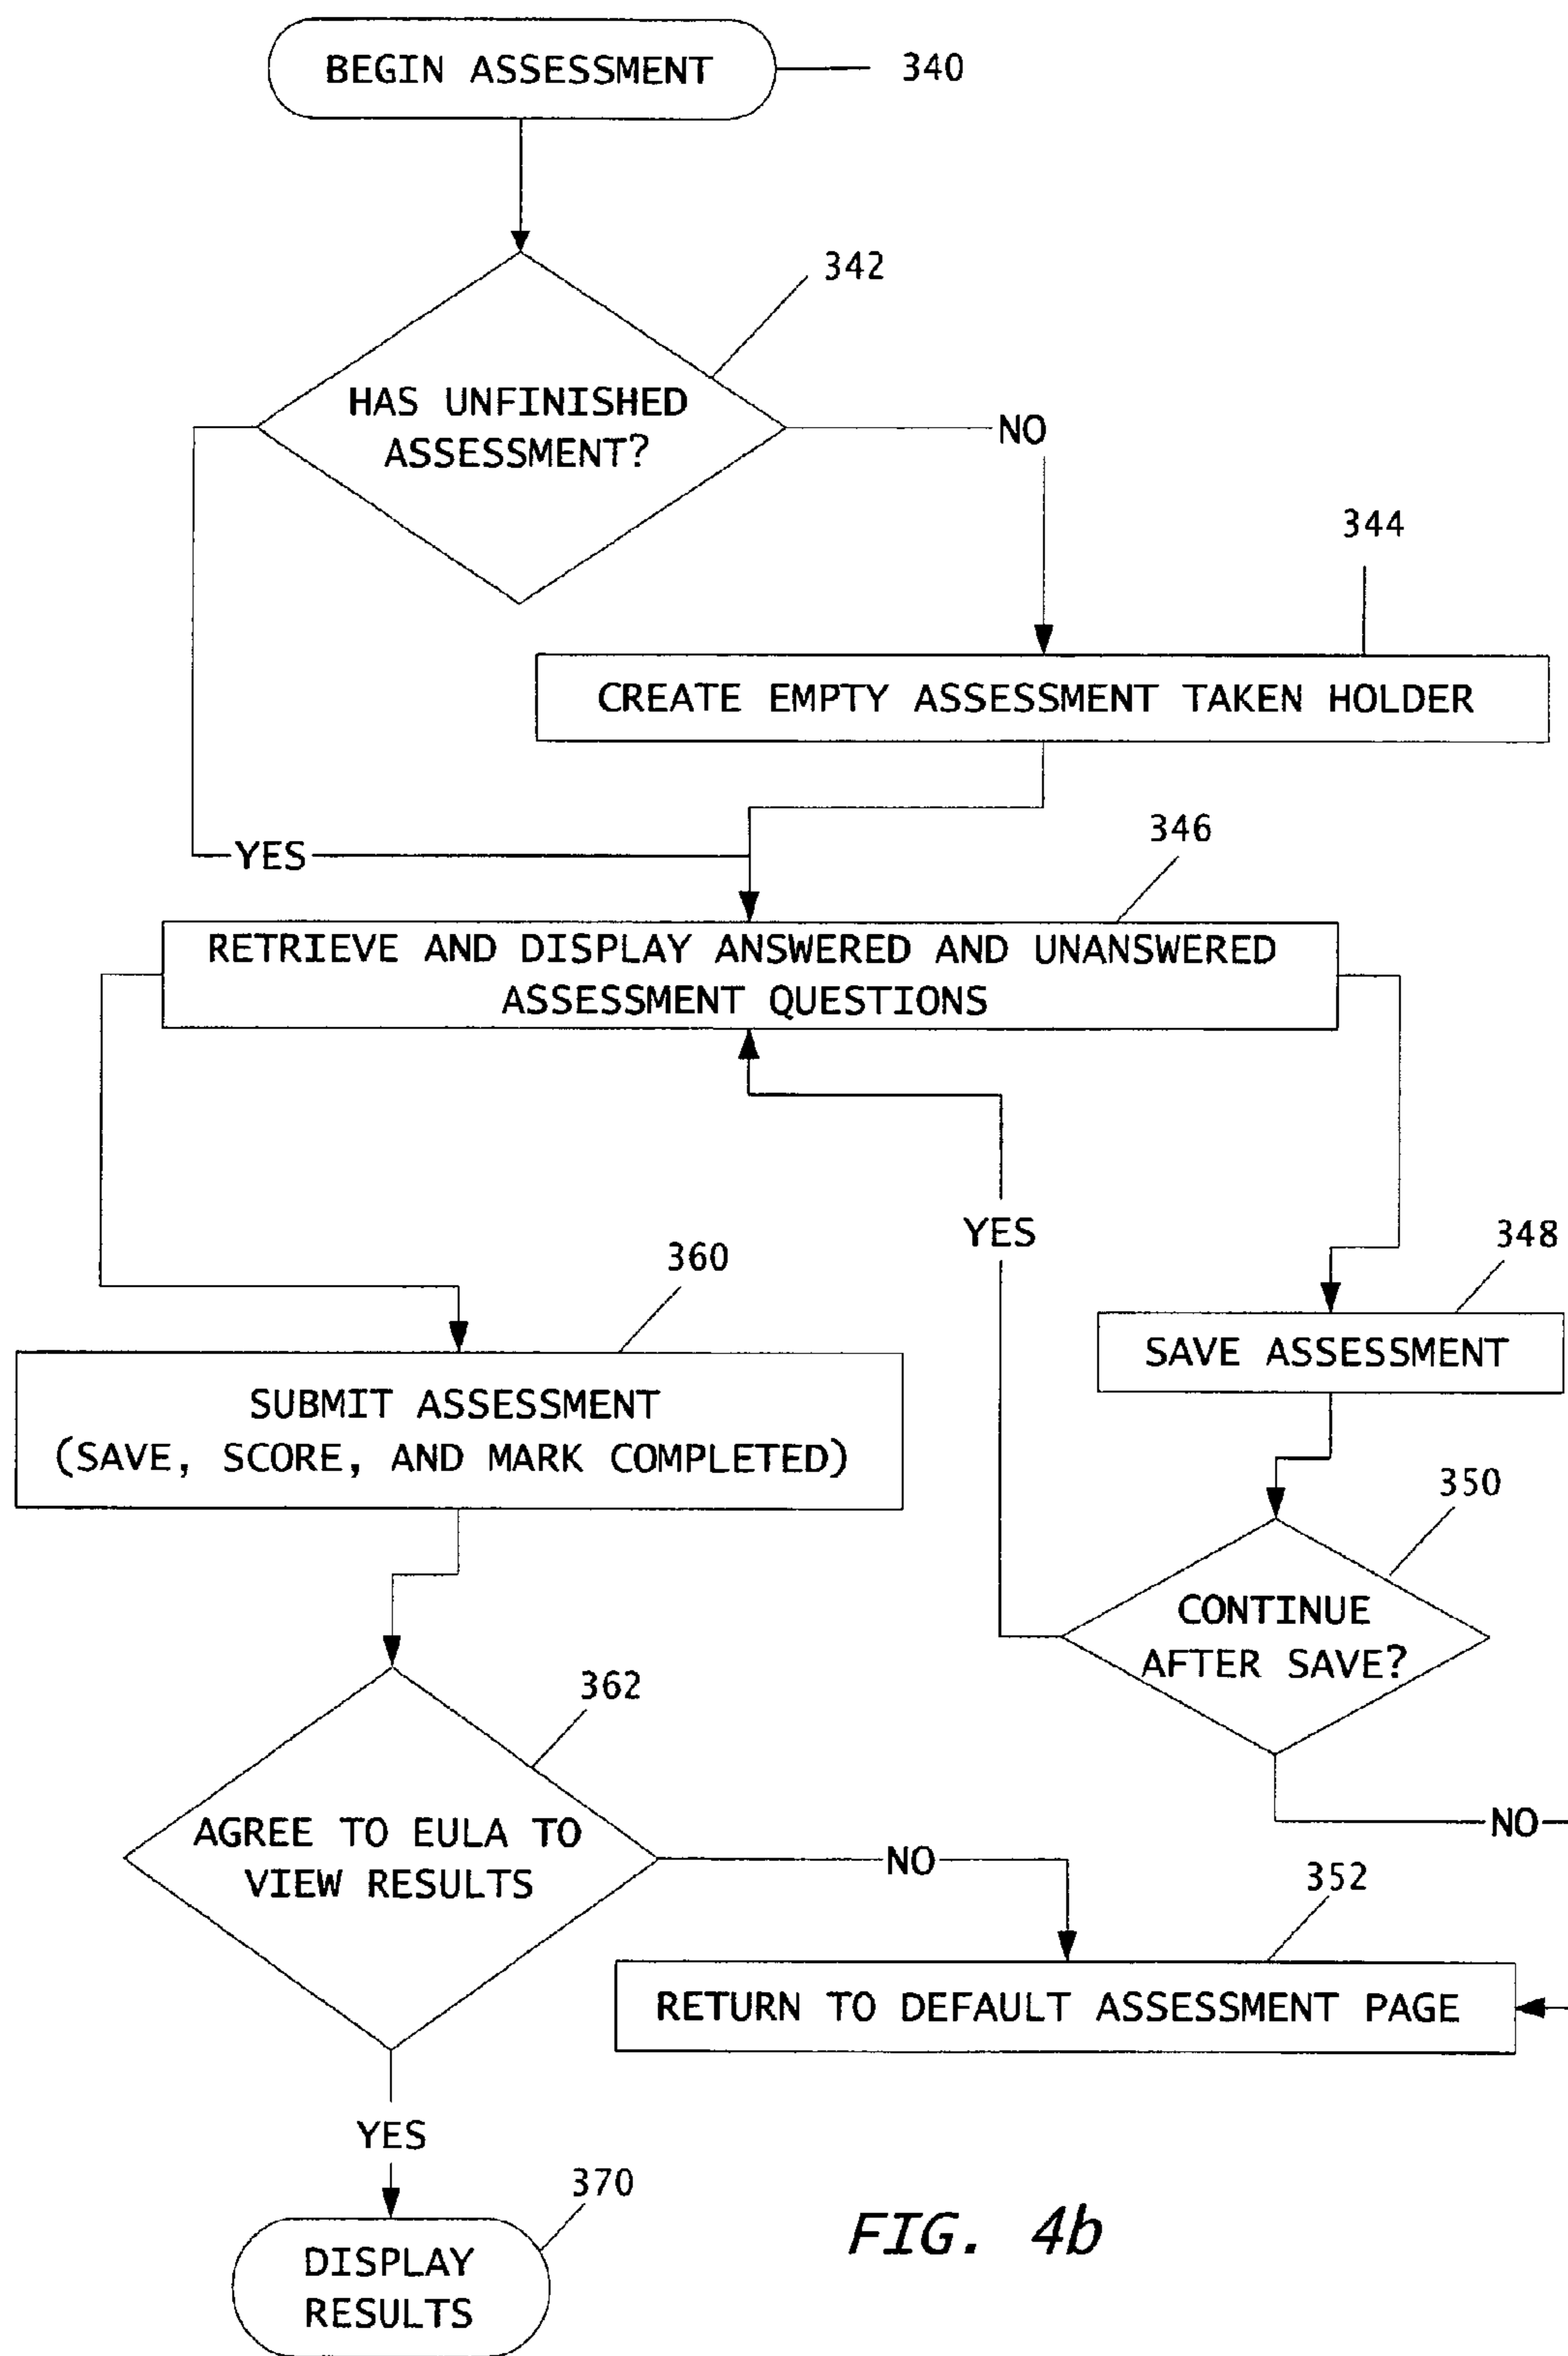 BEGIN ASSESSMENT
340
342
HAS UNFINISHED
ASSESSMENT?
NO
344
CREATE EMPTY ASSESSMENT TAKEN HOLDER
YES
346
RETRIEVE AND DISPLAY ANSWERED AND UNANSWERED
ASSESSMENT QUESTIONS
YES
348
360
SAVE ASSESSMENT
SUBMIT ASSESSMENT
(SAVE, SCORE, AND MARK COMPLETED)
350
CONTINUE
AFTER SAVE?
362
NO
AGREE TO EULA TO
VIEW RESULTS
NO
352
RETURN TO DEFAULT ASSESSMENT PAGE
YES
370
DISPLAY
RESULTS
FIG. 4b